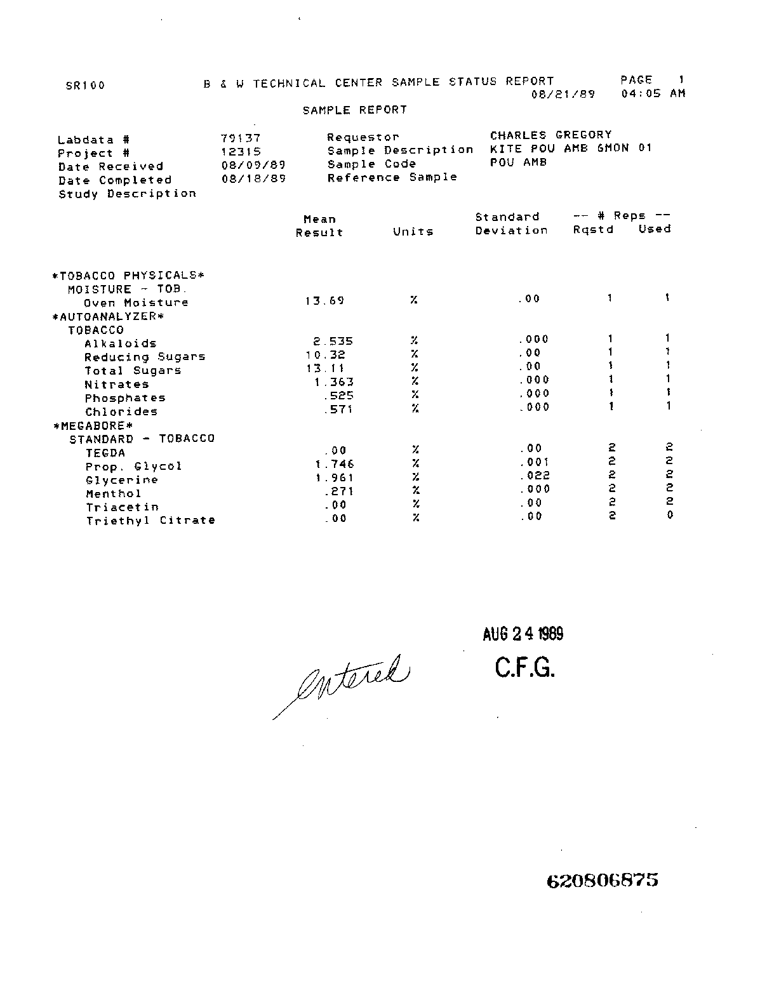 SR100 B & W TECHNICAL CENTER SAMPLE STATUS REPORT PAGE 1
08/21/89 04:05 AM
SAMPLE REPORT
Labdata # 79137 Requestor CHARLES GREGORY
Project # 12315 Sample Description KITE POU AMB 6MON 01
Date Received 08/09/89 Sample Code POU AMB
Date Completed 08/18/89 Reference Sample
Study Description
Mean Standard -- # Reps --
Result Units Deviation Rqstd Used
*TOBACCO PHYSICALS*
MOISTURE - TOB.
Oven Moisture 13.69 % .00 1 1
*AUTOANALYZER*
TOBACCO
Alkaloids 2.535 % .000 1 1
Reducing Sugars 10.32 % .00 1 1
Total Sugars 13.11 % .00 1 1
Nitrates 1.363 % .000 1 1
Phosphates .525 % .000 1 1
Chlorides .571 % .000 1 1
*MEGABORE*
STANDARD - TOBACCO
TEGDA .00 % .00 2 2
Prop. Glycol 1.746 % .001 2 2
Glycerine 1.961 % .022 2 2
Menthol .271 % .000 2 2
Triacetin .00 % .00 2 2
Triethyl Citrate .00 % .00 2 0
AUG 24 1989
C.F.G.
entered
620806875